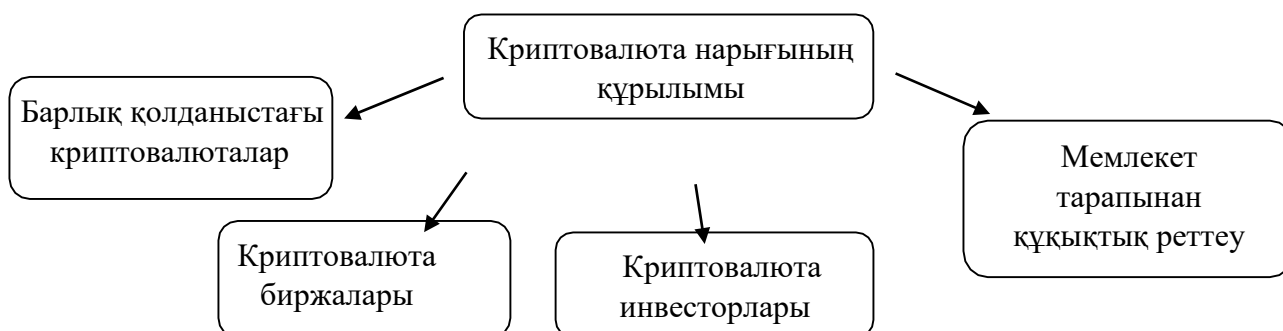 Криптовалюта нарығының
құрылымы
Барлық қолданыстағы
криптовалюталар
Мемлекет
тарапынан
құқықтық реттеу
Криптовалюта
биржалары
Криптовалюта
инвесторлары